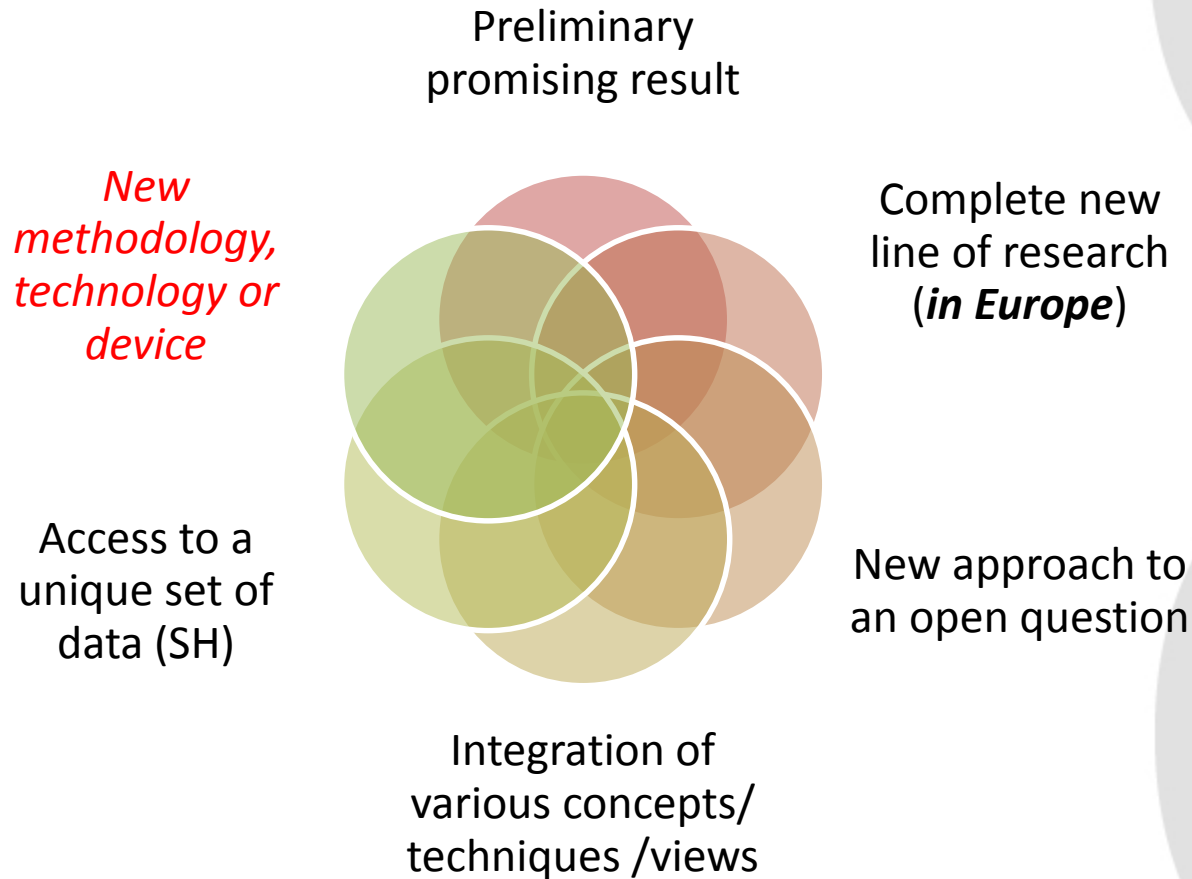 Preliminary
promising result
New
methodology,
technology or
device
Complete new
line of research
(in Europe)
Access to a
unique set of
data (SH)
New approach to
an open question
Integration of
various concepts/
techniques /views